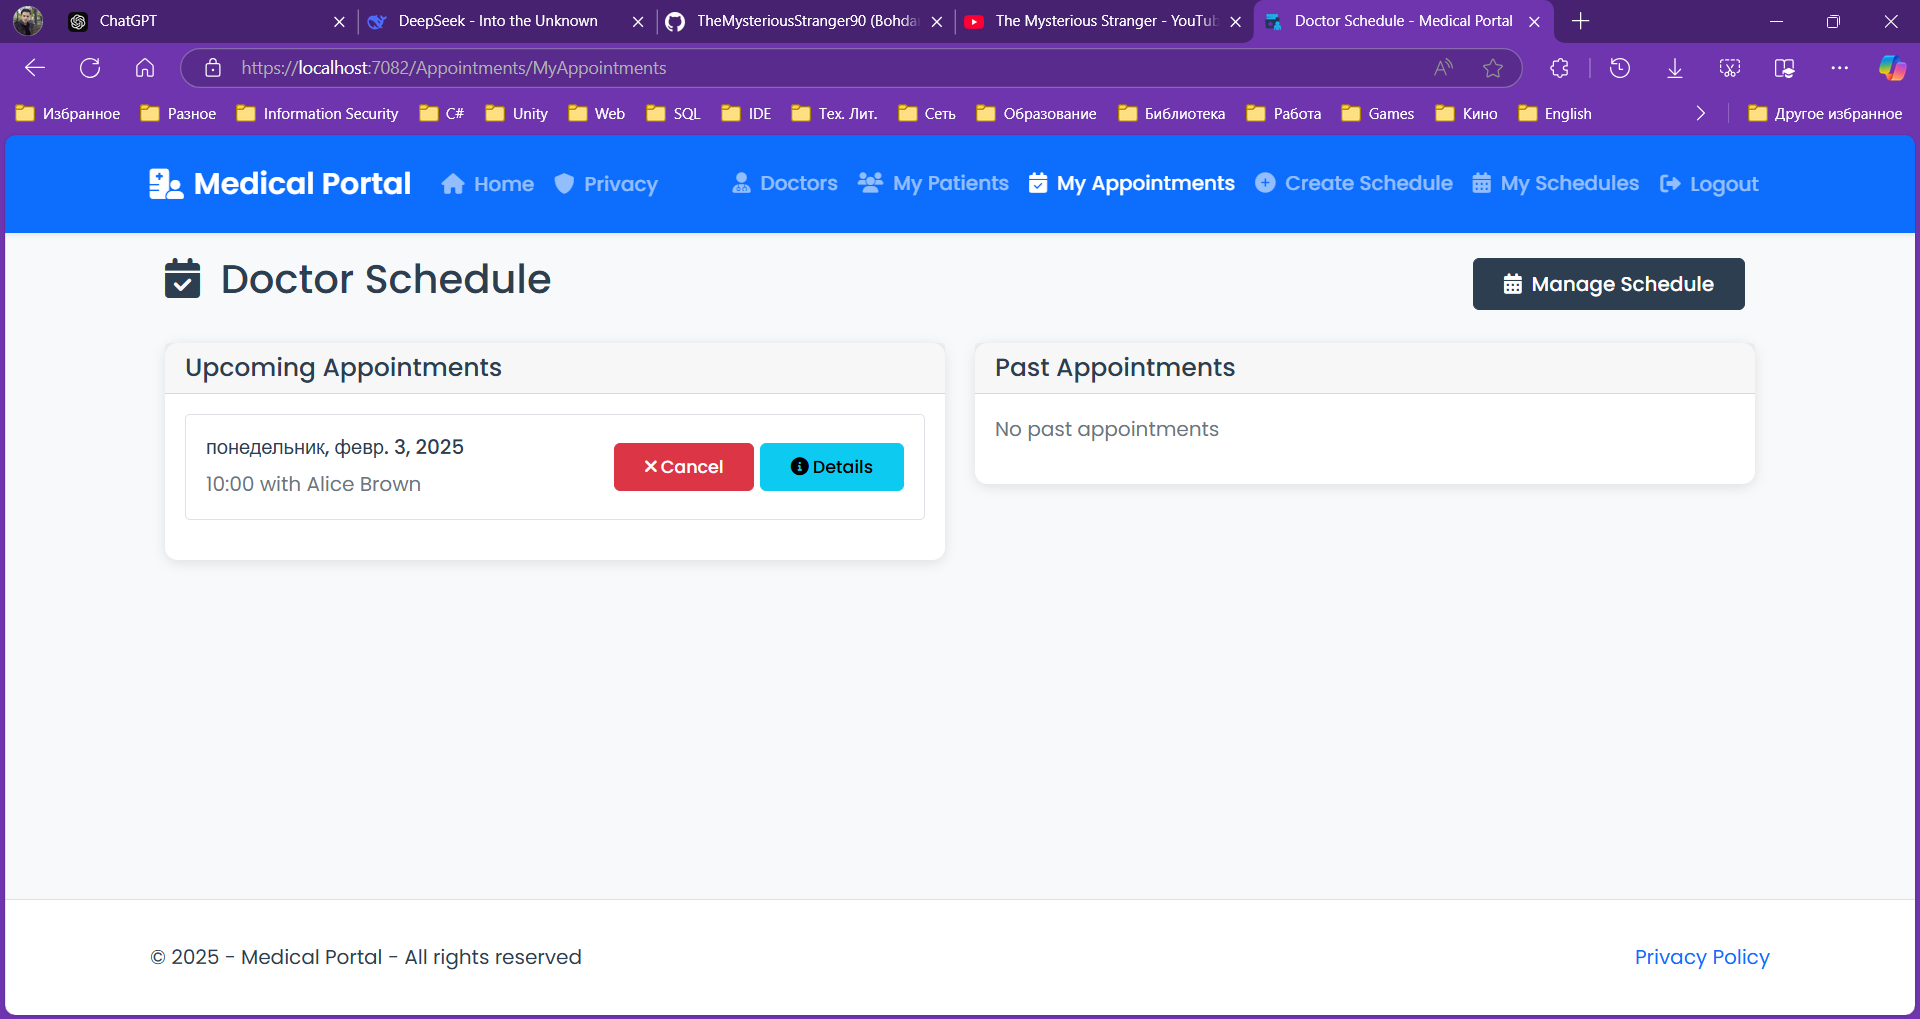 ChatGPT
DeepSeek - Into the Unknown
TheMysteriousStranger90 (Bohda
The Mysterious Stranger - YouTub
Doctor Schedule - Medical Portal
https://localhost:7082/Appointments/MyAppointments
Избранное
Разное
Information Security
C#
Unity
Web
SQL
IDE
Тех. Лит.
Сеть
Образование
Библиотека
Работа
Games
Кино
English
Другое избранное
Medical Portal
Home
Privacy
Doctors
My Patients
My Appointments
Create Schedule
My Schedules
Logout
Doctor Schedule
Manage Schedule
Upcoming Appointments
понедельник, февр. 3, 2025
10:00 with Alice Brown
Cancel
Details
Past Appointments
No past appointments
© 2025 - Medical Portal - All rights reserved
Privacy Policy